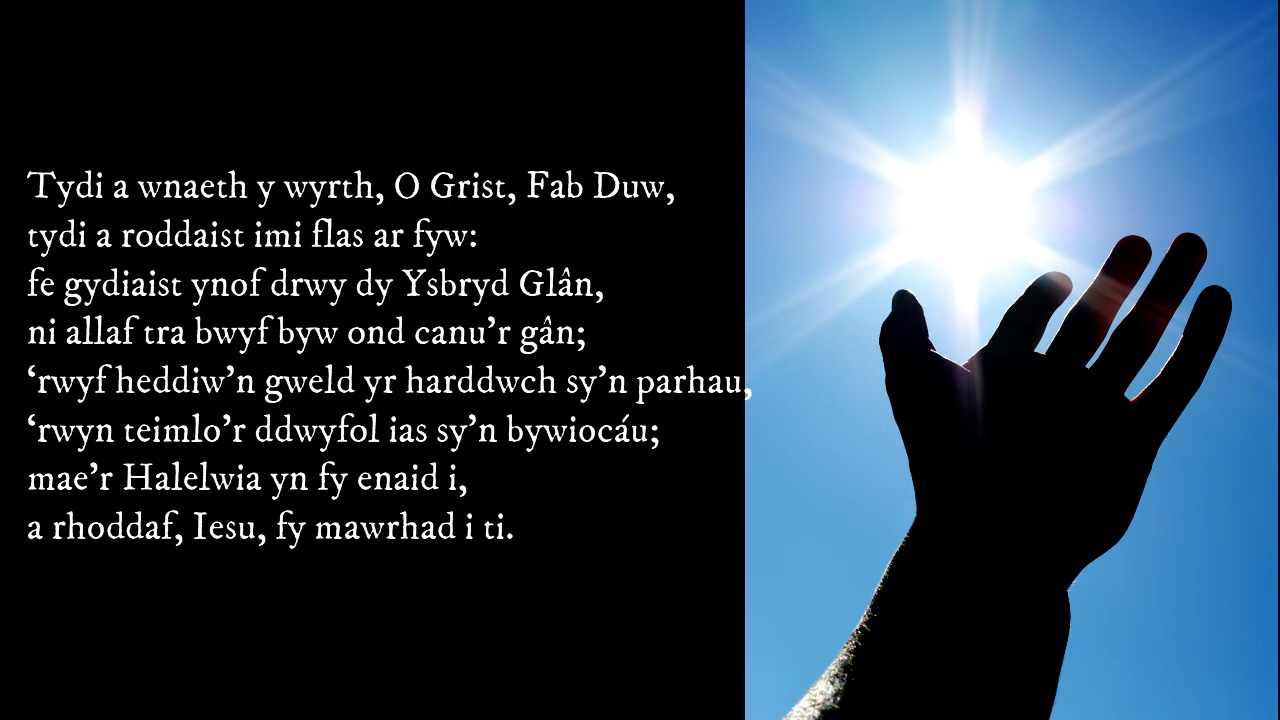 Tydi a wnaeth y wyrth, O Grist, Fab Duw,
tydi a roddaist imi flas ar fyw:
fe gydiaist ynof drwy dy Ysbryd Glân,
ni allaf tra bwyf byw ond canu’r gân;
‘rwyf heddiw’n gweld yr harddwch sy’n parhau,
‘rwyn teimlo’r ddwyfol ias sy’n bywiocáu;
mae’r Halelwia yn fy enaid i,
a rhoddaf, Iesu, fy mawrhad i ti.